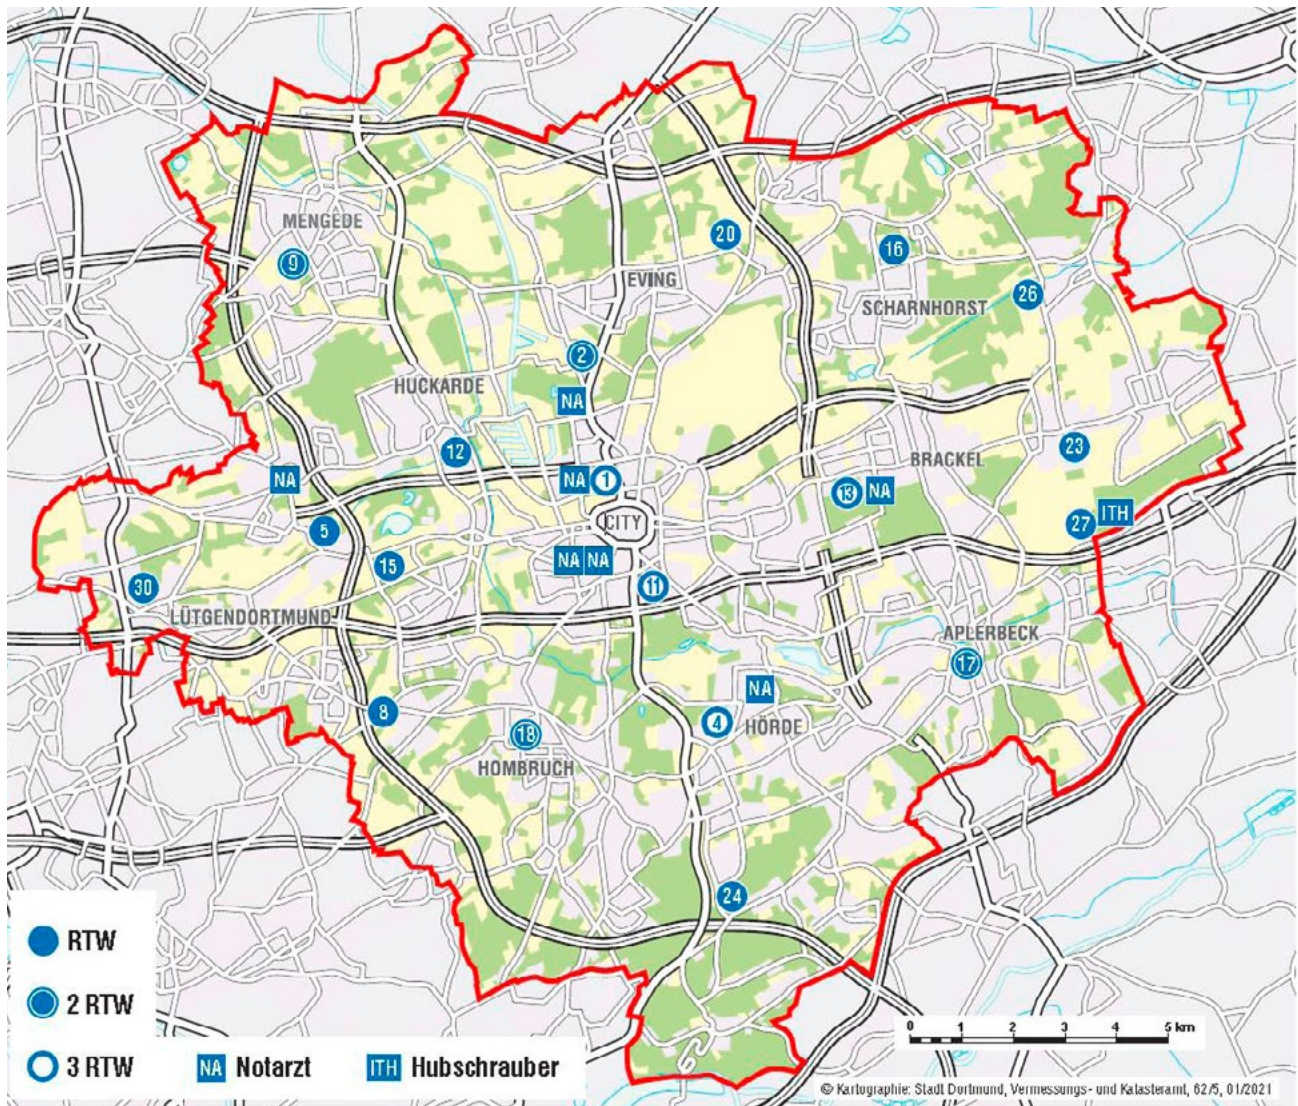 MENGEDE
9
20
16
EVING
26
SCHARNHORST
2
HUCKARDE
NA
12
23
BRACKEL
NA
NA
1
13
NA
27
ITH
5
CITY
15
NA
NA
30
11
LÜTGENDORTMUND
APLERBECK
17
NA
8
4
18
HÖRDE
HOMBRUCH
24
RTW
2 RTW
3 RTW
NA Notarzt
ITH Hubschrauber
0 1 2 3 4 5 km
© Kartographie: Stadt Dortmund, Vermessungs- und Katasteramt, 62/5, 01/2021